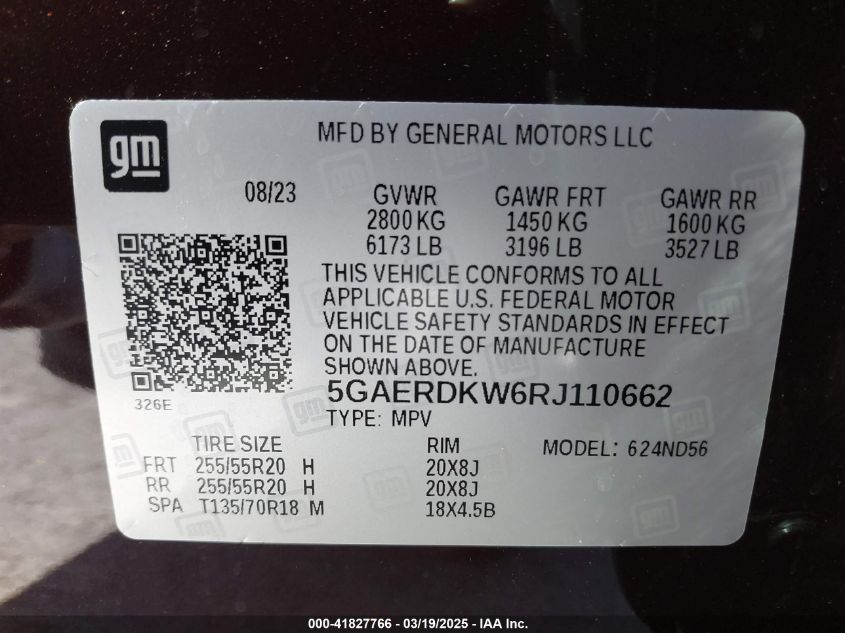 gm
MFD BY GENERAL MOTORS LLC
08/23 GVWR GAWR FRT GAWR RR
2800 KG 1450 KG 1600 KG
6173 LB 3196 LB 3527 LB
THIS VEHICLE CONFORMS TO ALL
APPLICABLE U.S. FEDERAL MOTOR
VEHICLE SAFETY STANDARDS IN EFFECT
ON THE DATE OF MANUFACTURE
SHOWN ABOVE.
326E
5GAERDKW6RJ110662
TYPE: MPV
TIRE SIZE RIM MODEL: 624ND56
FRT 255/55R20 H 20X8J
RR 255/55R20 H 20X8J
SPA T135/70R18 M 18X4.5B
000-41827766 - 03/19/2025 - IAA Inc.